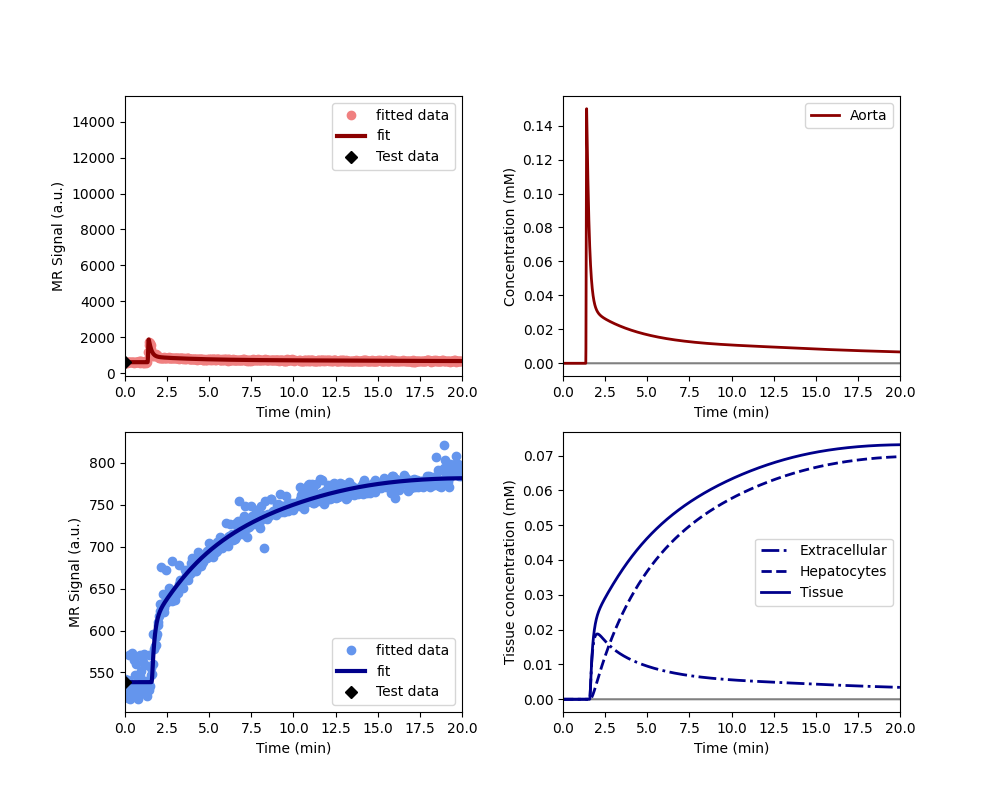 14000
12000
10000
8000
6000
4000
2000
0
MR Signal (a.u.)
0.0 2.5 5.0 7.5 10.0 12.5 15.0 17.5 20.0
Time (min)
fitted data
fit
Test data
0.14
0.12
0.10
0.08
0.06
0.04
0.02
0.00
Concentration (mM)
0.0 2.5 5.0 7.5 10.0 12.5 15.0 17.5 20.0
Time (min)
Aorta
800
750
700
650
600
550
MR Signal (a.u.)
0.0 2.5 5.0 7.5 10.0 12.5 15.0 17.5 20.0
Time (min)
fitted data
fit
Test data
0.07
0.06
0.05
0.04
0.03
0.02
0.01
0.00
Tissue concentration (mM)
0.0 2.5 5.0 7.5 10.0 12.5 15.0 17.5 20.0
Time (min)
Extracellular
Hepatocytes
Tissue